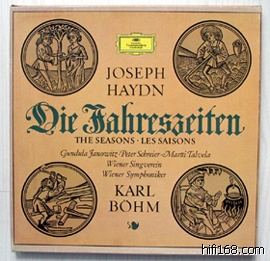 JOSEPH
HAYDN
Die Jahreszeiten
THE SEASONS · LES SAISONS
Gundula Janowitz · Peter Schreier · Martti Talvela
Wiener Singverein
Wiener Symphoniker
KARL
BÖHM
hifi168.com